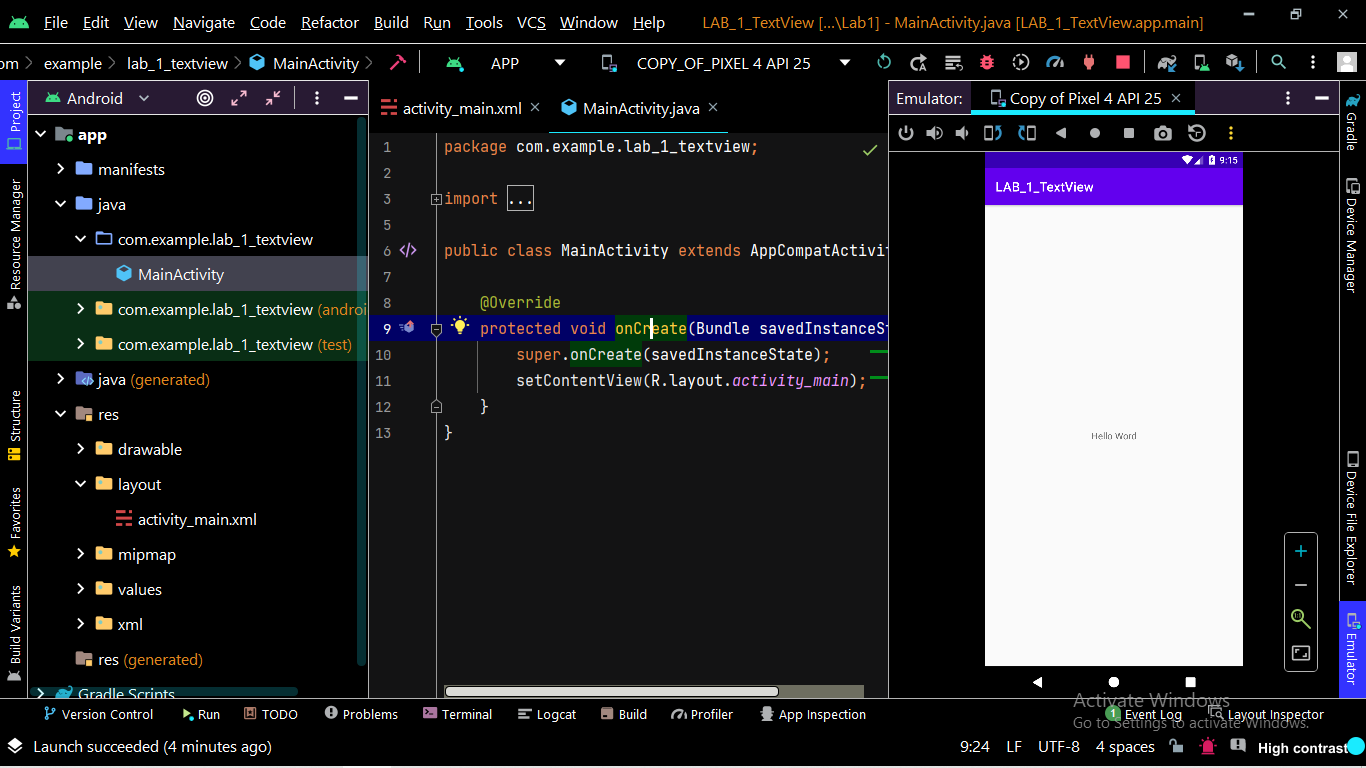 File Edit View Navigate Code Refactor Build Run Tools VCS Window Help LAB_1_TextView [...\Lab1] - MainActivity.java [LAB_1_TextView.app.main]
om example lab_1_textview MainActivity APP COPY_OF_PIXEL 4 API 25
Project
Resource Manager
Structure
Favorites
Build Variants
Android
app
manifests
java
com.example.lab_1_textview
MainActivity
com.example.lab_1_textview (androi
com.example.lab_1_textview (test)
java (generated)
res
drawable
layout
activity_main.xml
mipmap
values
xml
res (generated)
Gradle Scripts
activity_main.xml MainActivity.java
1 package com.example.lab_1_textview;
2
3 import ...
5
6 public class MainActivity extends AppCompatActivi
7
8 @Override
9 protected void onCreate(Bundle savedInstanceSt
10 super.onCreate(savedInstanceState);
11 setContentView(R.layout.activity_main);
12 }
13 }
Emulator: Copy of Pixel 4 API 25
9:15
LAB_1_TextView
Hello Word
1:1
Gradle
Device Manager
Device File Explorer
Emulator
Activate Windows
Go to Settings to activate Windows.
Version Control Run TODO Problems Terminal Logcat Build Profiler App Inspection 1 Event Log Layout Inspector
Launch succeeded (4 minutes ago) 9:24 LF UTF-8 4 spaces High contrast